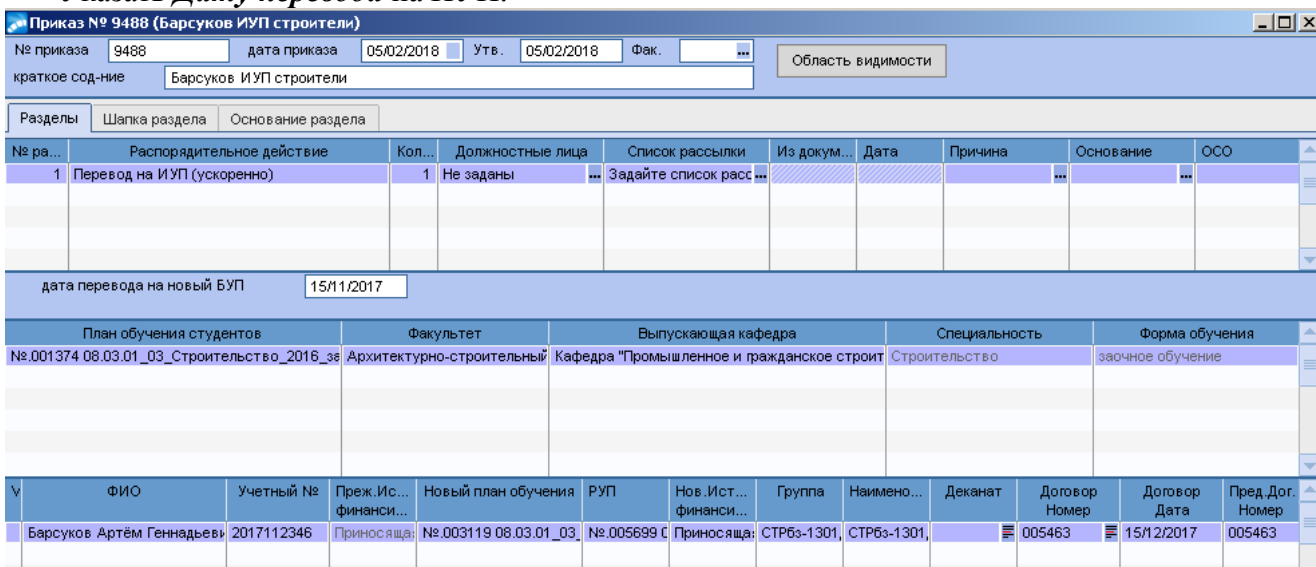 Приказ № 9488 (Барсуков ИУП строители)
№ приказа 9488 дата приказа 05/02/2018 Утв. 05/02/2018 Фак. ... Область видимости
краткое сод-ние Барсуков ИУП строители
Разделы Шапка раздела Основание раздела
№ ра... Распорядительное действие Кол... Должностные лица Список рассылки Из докум... Дата Причина Основание ОСО
1 Перевод на ИУП (ускоренно) 1 Не заданы ... Задайте список расс ... ... ...
дата перевода на новый БУП 15/11/2017
План обучения студентов Факультет Выпускающая кафедра Специальность Форма обучения
№.001374 08.03.01_03_Строительство_2016_за Архитектурно-строительный Кафедра "Промышленное и гражданское строит Строительство заочное обучение
V ФИО Учетный № Преж.Ис... финанси... Новый план обучения РУП Нов.Ист... финанси... Группа Наимено... Деканат Договор Номер Договор Дата Пред.Дог. Номер
Барсуков Артём Геннадьеви 2017112346 Приносяща: №.003119 08.03.01_03_ №.005699 0 Приносяща: СТРбз-1301, СТРбз-1301, 005463 15/12/2017 005463